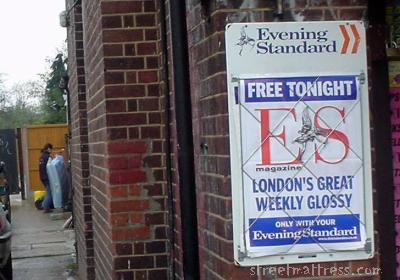 Evening
Standard
FREE TONIGHT
ES
magazine
LONDON'S GREAT
WEEKLY GLOSSY
ONLY WITH YOUR
Evening Standard
streetmattress.com